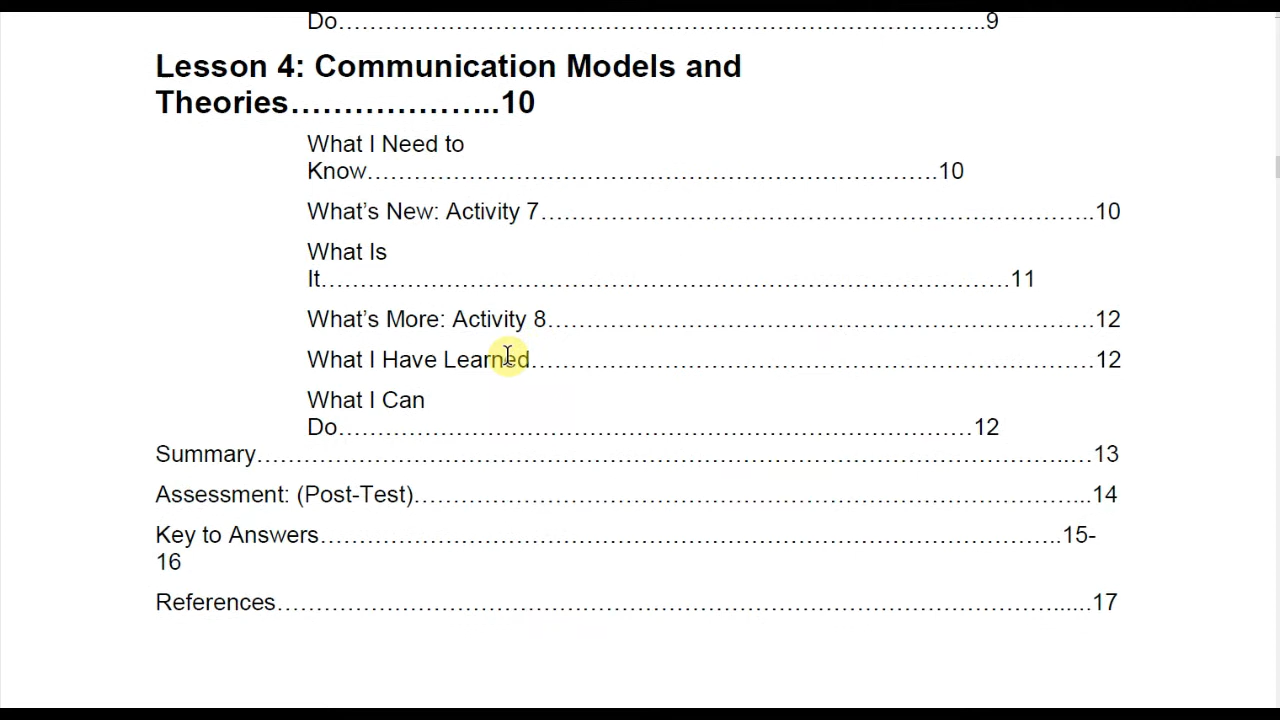 Do………………………………………………………………………..9
Lesson 4: Communication Models and
Theories………………..10
What I Need to
Know……………………………………………………………….10
What’s New: Activity 7……………………………………………………………..10
What Is
It…………………………………………………………………………….11
What’s More: Activity 8…………………………………………………………….12
What I Have Learned………………………………………………………………12
What I Can
Do………………………………………………………………………12
Summary…………………………………………………………………………………………..….13
Assessment: (Post-Test)…………………………………………………………………………...14
Key to Answers………………………………………………………………………………….15-
16
References………………………………………………………………………………………......17